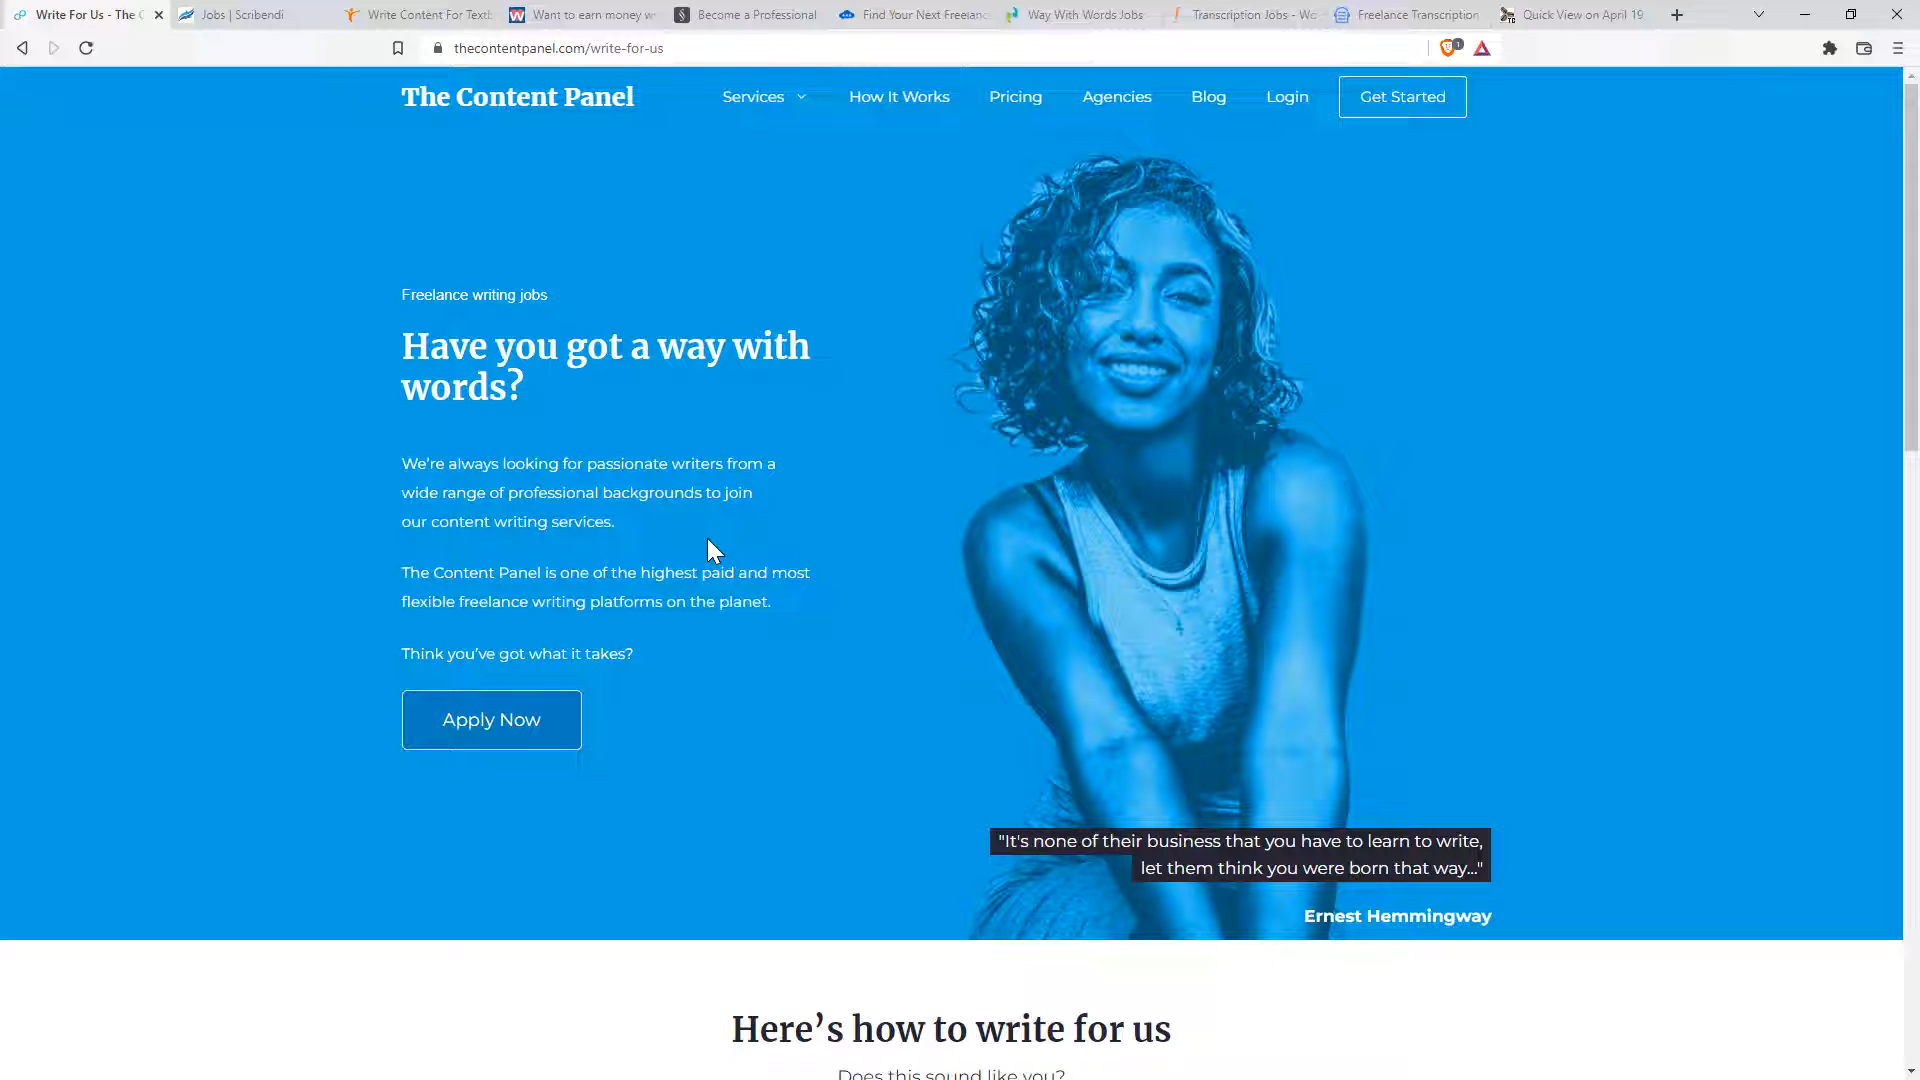 Write For Us - The C
Jobs | Scribendi
Write Content For Textb
Want to earn money w
Become a Professional
Find Your Next Freelanc
Way With Words Jobs
Transcription Jobs - Wo
Freelance Transcription
Quick View on April 19
thecontentpanel.com/write-for-us
1
The Content Panel
Services
How It Works
Pricing
Agencies
Blog
Login
Get Started
Freelance writing jobs
Have you got a way with
words?
We're always looking for passionate writers from a
wide range of professional backgrounds to join
our content writing services.
The Content Panel is one of the highest paid and most
flexible freelance writing platforms on the planet.
Think you've got what it takes?
Apply Now
"It's none of their business that you have to learn to write,
let them think you were born that way..."
Ernest Hemmingway
Here's how to write for us
Does this sound like you?